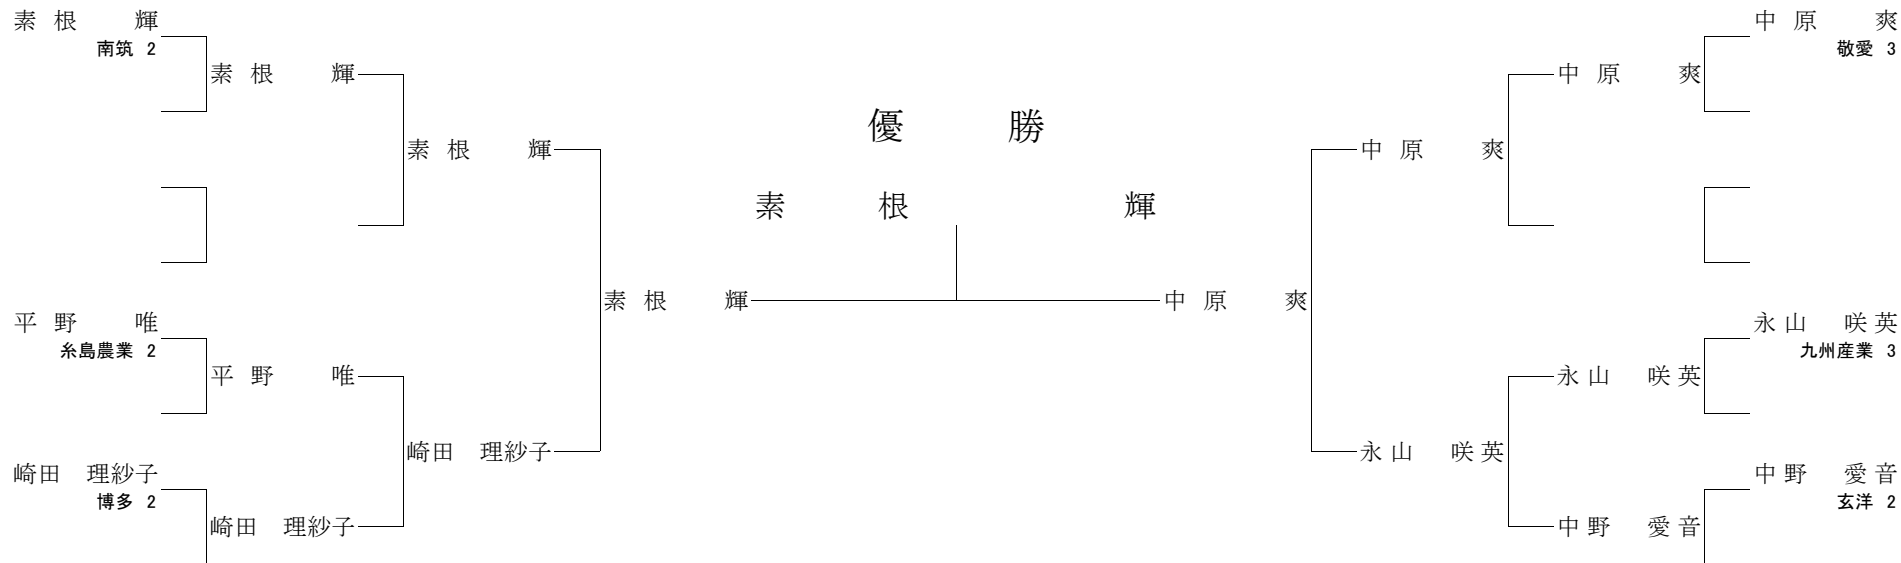 素根 輝
南筑 2
素根 輝
素根 輝
素根 輝
平野 唯
糸島農業 2
平野 唯
崎田 理紗子
崎田 理紗子
博多 2
崎田 理紗子
優勝
素根 輝
中原 爽
敬愛 3
中原 爽
中原 爽
中原 爽
永山 咲英
九州産業 3
永山 咲英
永山 咲英
中野 愛音
玄洋 2
中野 愛音